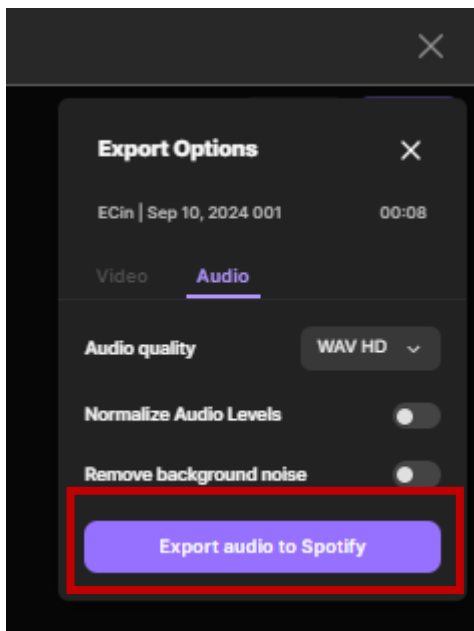 Export Options
ECin | Sep 10, 2024 001 00:08
Video Audio
Audio quality WAV HD
Normalize Audio Levels
Remove background noise
Export audio to Spotify